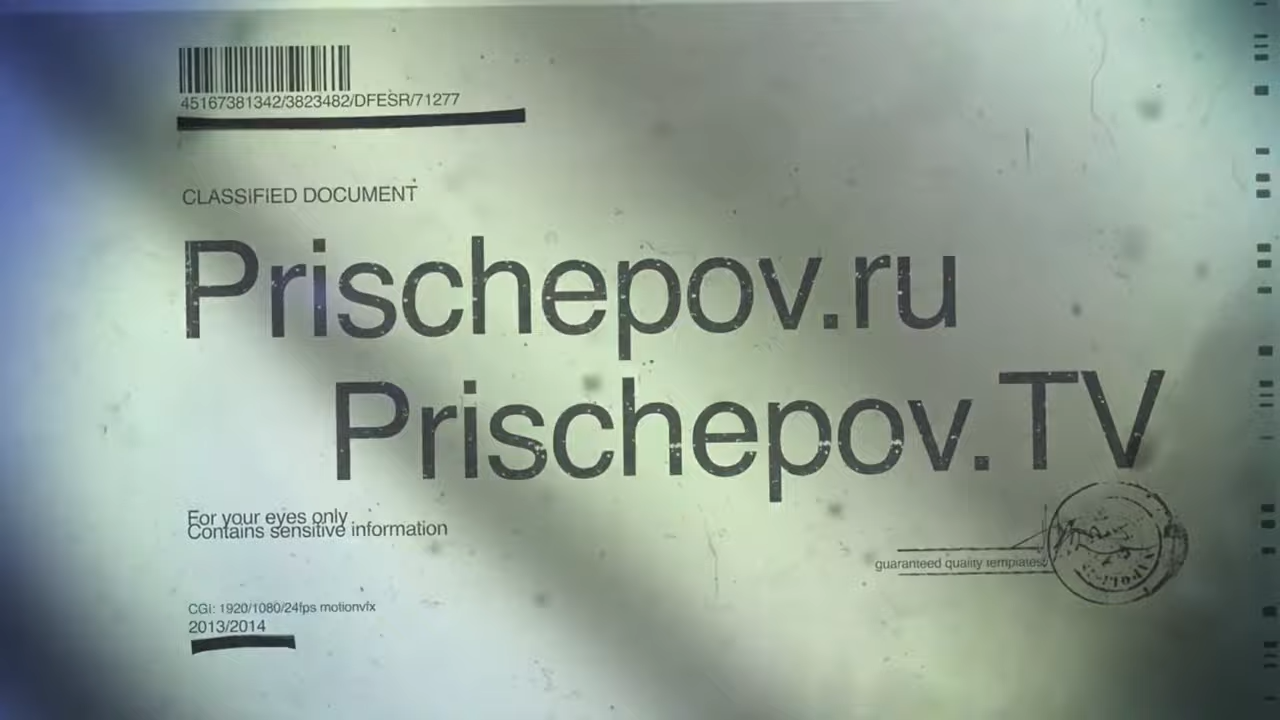 45167381342/3823482/DFESR/71277
CLASSIFIED DOCUMENT
Prischepov.ru
Prischepov.TV
For your eyes only
Contains sensitive information
guaranteed quality templates
CGI: 1920/1080/24fps motionvfx
2013/2014